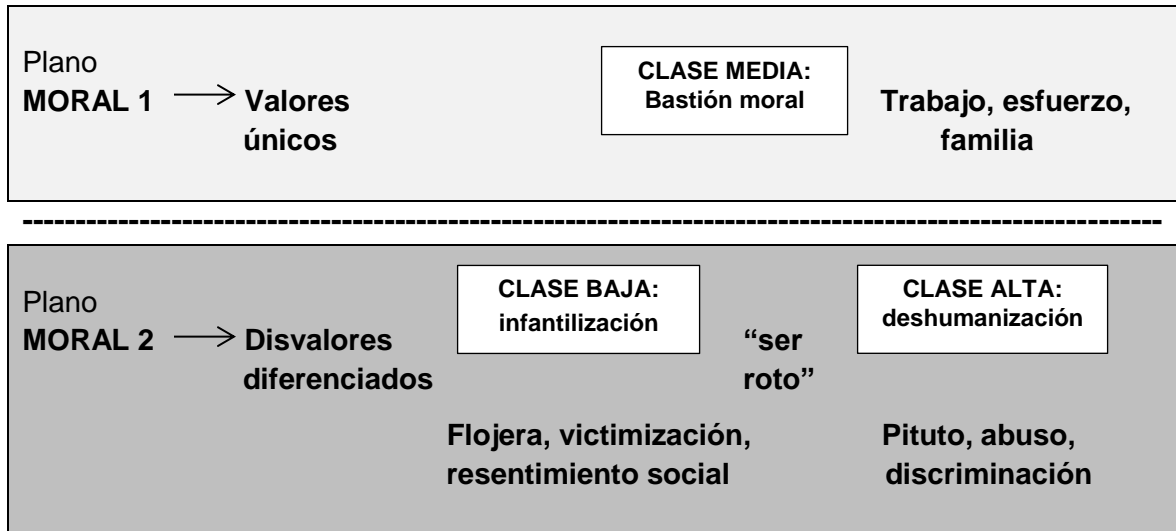 Plano
MORAL 1 → Valores
únicos
CLASE MEDIA:
Bastión moral
Trabajo, esfuerzo,
familia
Plano
MORAL 2 → Disvalores
diferenciados
CLASE BAJA:
infantilización
“ser
roto”
CLASE ALTA:
deshumanización
Flojera, victimización,
resentimiento social
Pituto, abuso,
discriminación